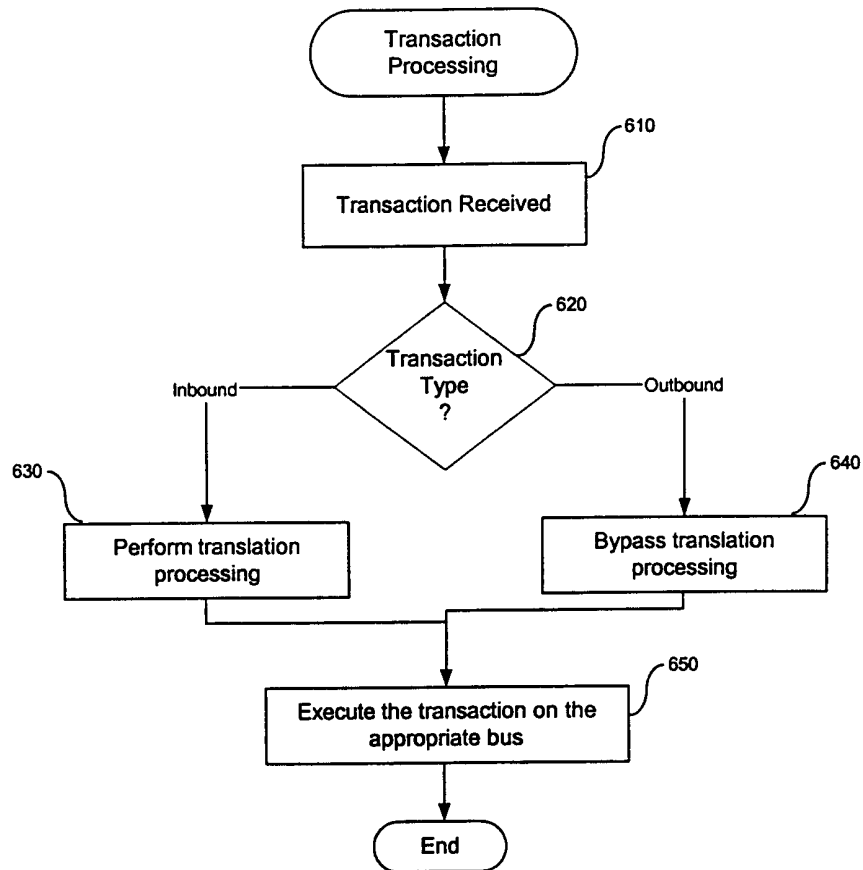 Transaction
Processing
610
Transaction Received
620
Transaction
Type
?
Inbound
Outbound
630
640
Perform translation
processing
Bypass translation
processing
650
Execute the transaction on the
appropriate bus
End